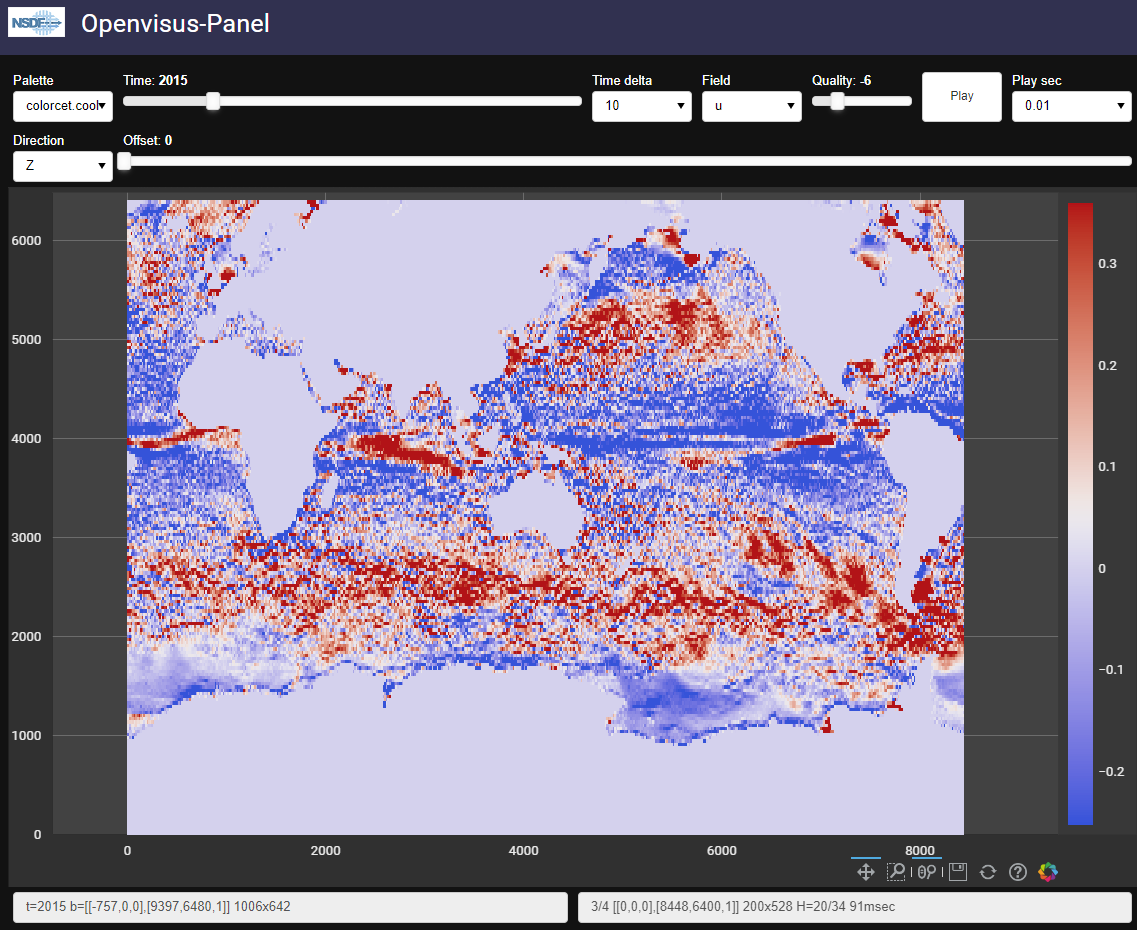 NSDF Openvisus-Panel
Palette Time: 2015 Time delta Field Quality: -6 Play Play sec
colorcet.cool 10 u 0.01
Direction Offset: 0
Z
6000
5000
4000
3000
2000
1000
0
0 2000 4000 6000 8000
0.3
0.2
0.1
0
−0.1
−0.2
t=2015 b=[[-757,0,0],[9397,6480,1]] 1006x642
3/4 [[0,0,0],[8448,6400,1]] 200x528 H=20/34 91msec